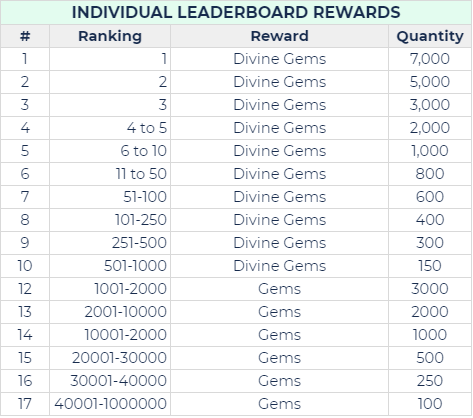 INDIVIDUAL LEADERBOARD REWARDS
# Ranking Reward Quantity
1 1 Divine Gems 7,000
2 2 Divine Gems 5,000
3 3 Divine Gems 3,000
4 4 to 5 Divine Gems 2,000
5 6 to 10 Divine Gems 1,000
6 11 to 50 Divine Gems 800
7 51-100 Divine Gems 600
8 101-250 Divine Gems 400
9 251-500 Divine Gems 300
10 501-1000 Divine Gems 150
12 1001-2000 Gems 3000
13 2001-10000 Gems 2000
14 10001-2000 Gems 1000
15 20001-30000 Gems 500
16 30001-40000 Gems 250
17 40001-1000000 Gems 100